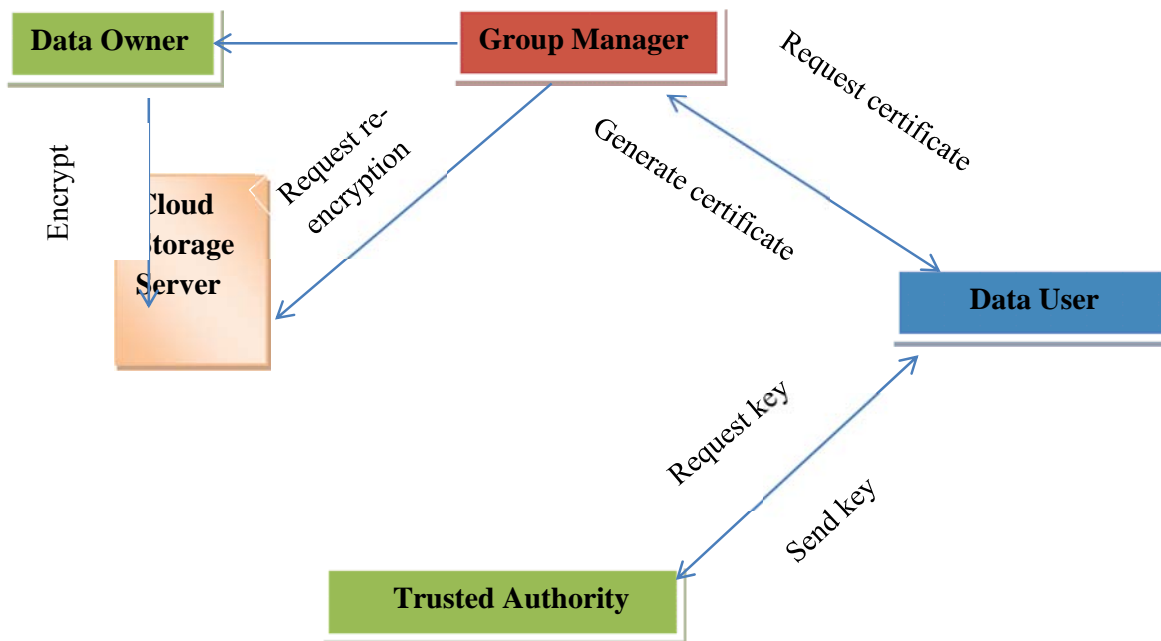 Data Owner
Group Manager
Request certificate
Generate certificate
Request re-
encryption
Encrypt
Cloud
Storage
Server
Data User
Request key
Send key
Trusted Authority